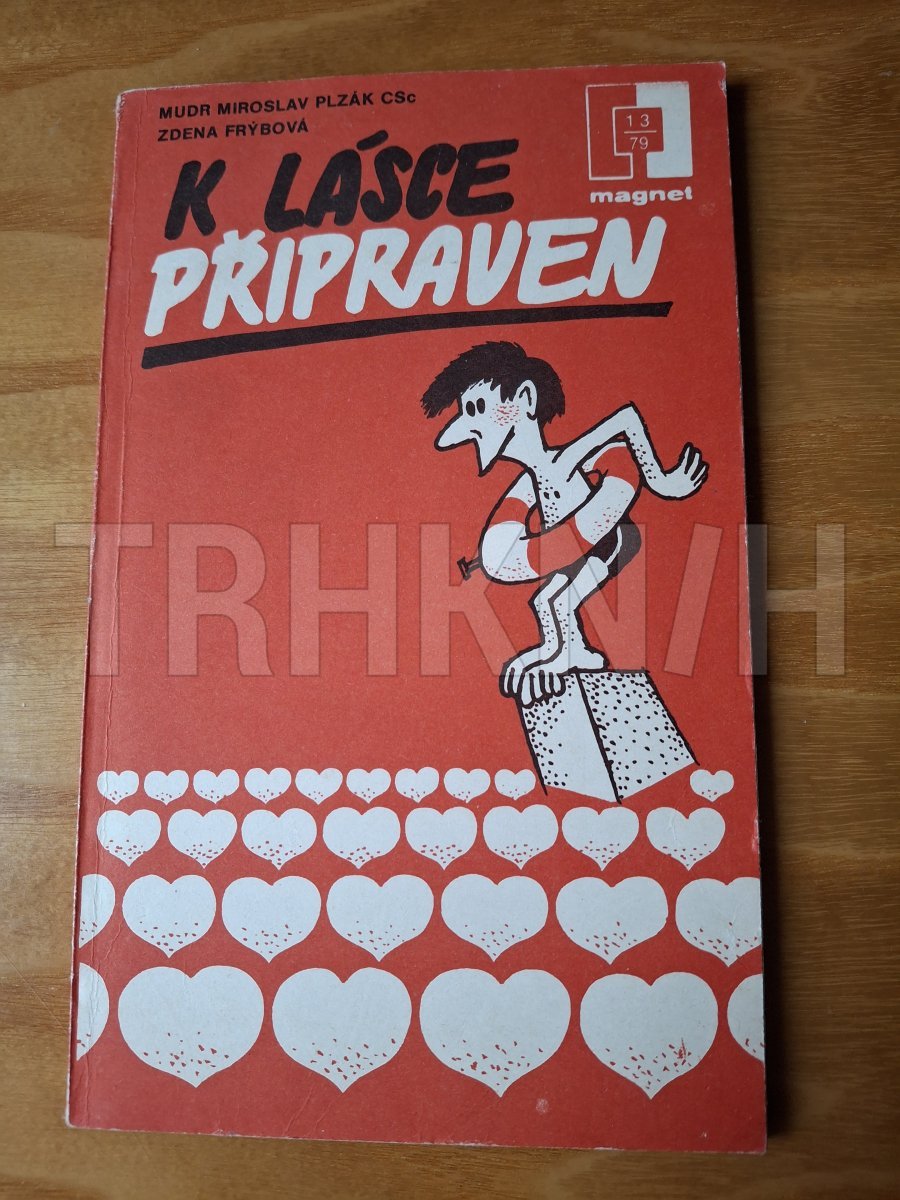 MUDR MIROSLAV PLZÁK CSc
ZDENA FRÝBOVÁ
K LÁSCE
PŘIPRAVEN
13
79
magnet
TRHKNIH